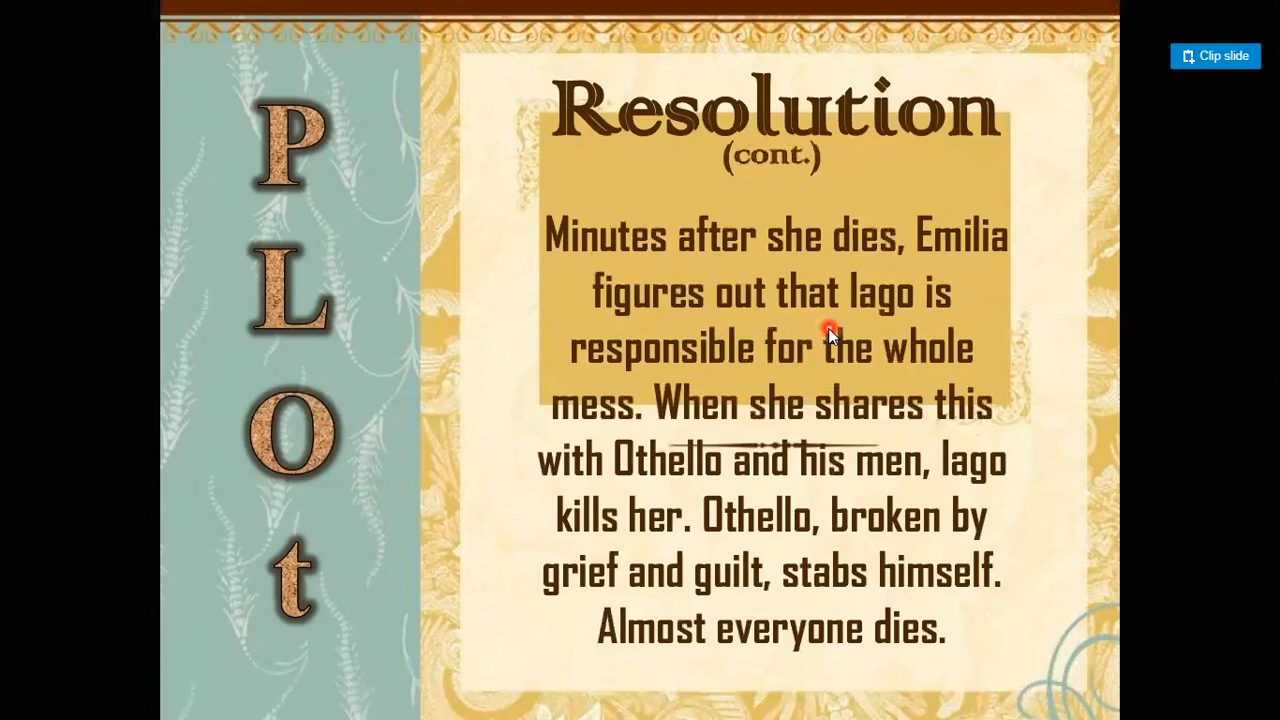 PLOt
Resolution
(cont.)
Minutes after she dies, Emilia
figures out that Iago is
responsible for the whole
mess. When she shares this
with Othello and his men, Iago
kills her. Othello, broken by
grief and guilt, stabs himself.
Almost everyone dies.
Clip slide